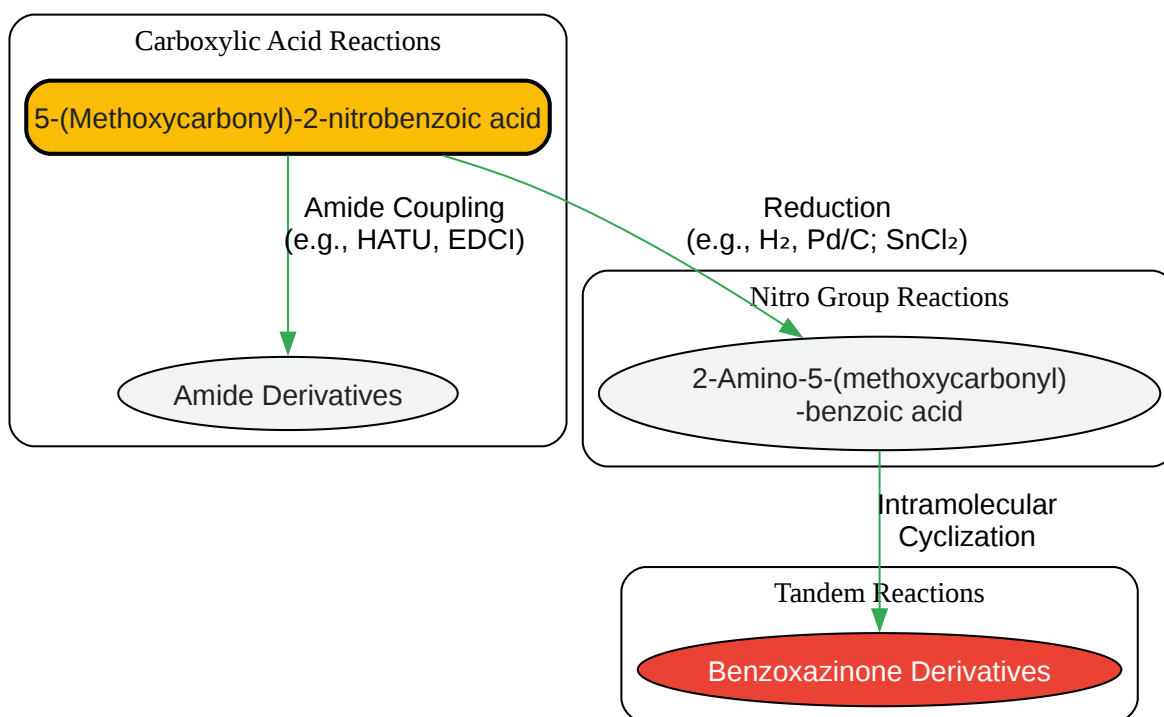 Carboxylic Acid Reactions
5-(Methoxycarbonyl)-2-nitrobenzoic acid
Amide Coupling
(e.g., HATU, EDCI)
Reduction
(e.g., H₂, Pd/C; SnCl₂)
Nitro Group Reactions
Amide Derivatives
2-Amino-5-(methoxycarbonyl)
-benzoic acid
Intramolecular
Cyclization
Tandem Reactions
Benzoxazinone Derivatives